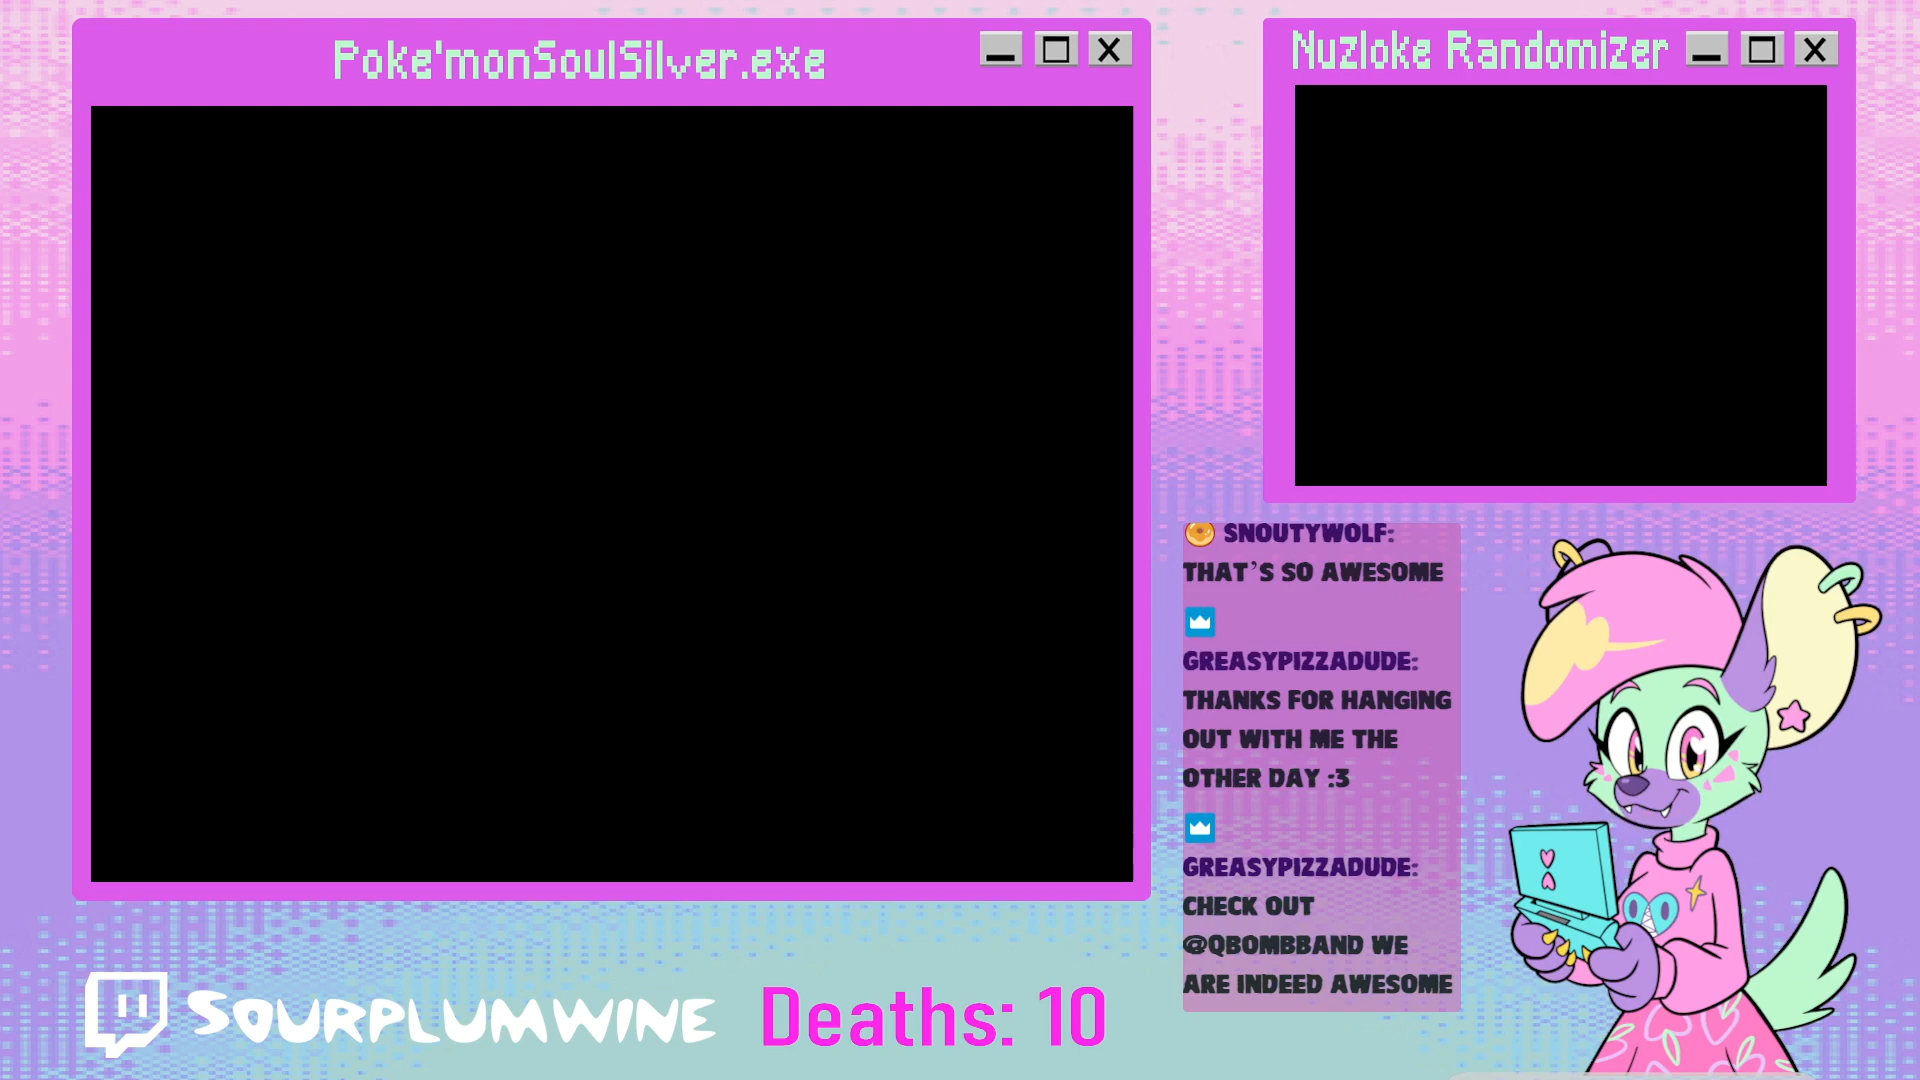 Poke'monSoulSilver.exe
Nuzloke Randomizer
SNOUTYWOLF:
THAT'S SO AWESOME
GREASYPIZZADUDE:
THANKS FOR HANGING
OUT WITH ME THE
OTHER DAY :3
GREASYPIZZADUDE:
CHECK OUT
@QBOMBBAND WE
ARE INDEED AWESOME
SOURPLUMWINE
Deaths: 10